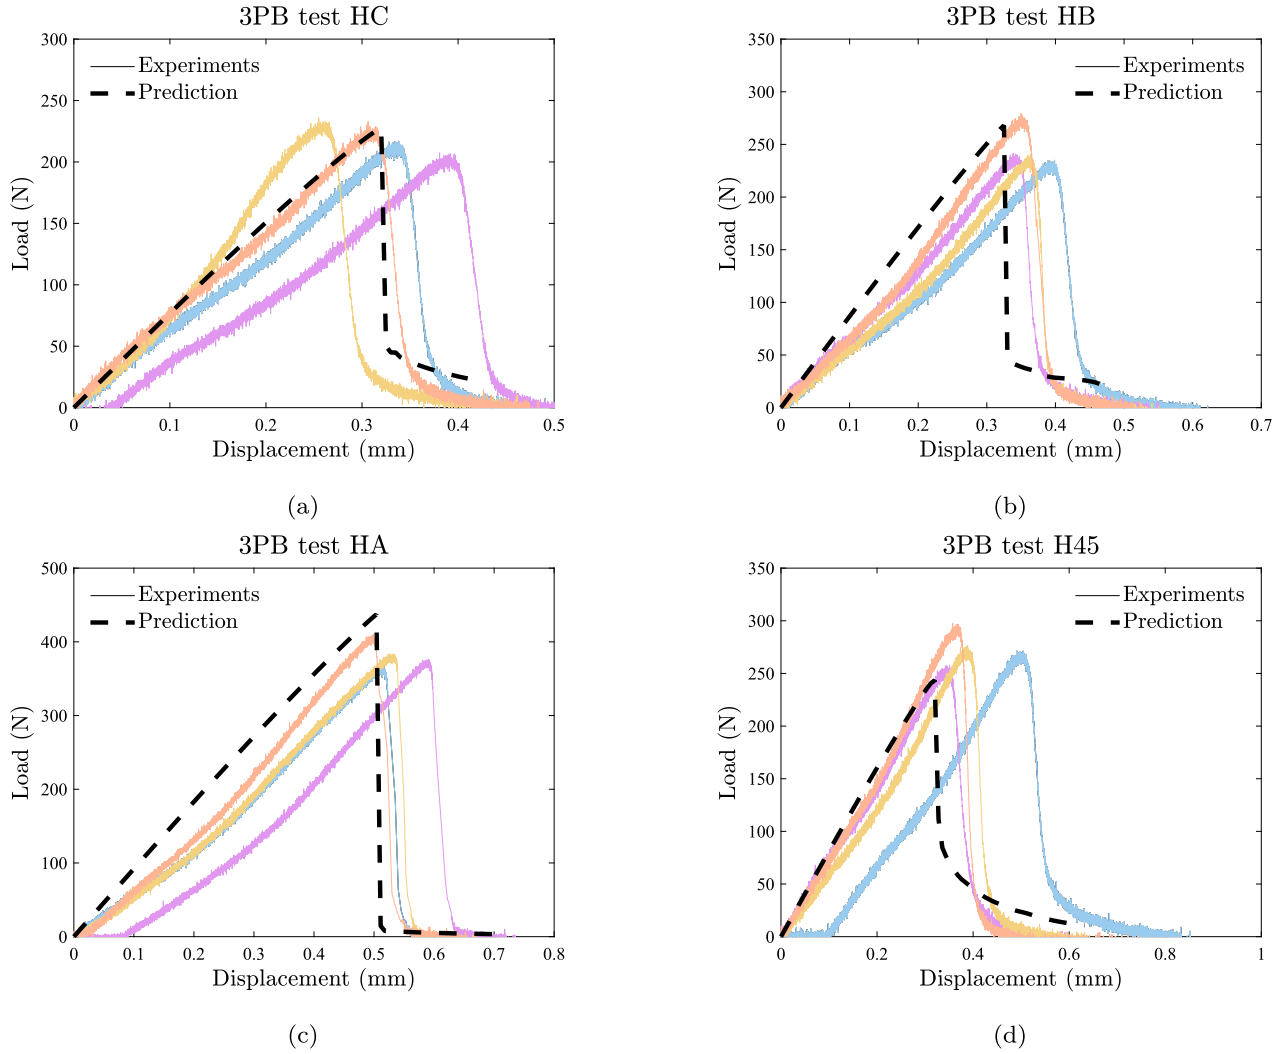 3PB test HC
300
250
200
150
100
50
0
Load (N)
Experiments
Prediction
0 0.1 0.2 0.3 0.4 0.5
Displacement (mm)
(a)
3PB test HB
350
300
250
200
150
100
50
0
Load (N)
Experiments
Prediction
0 0.1 0.2 0.3 0.4 0.5 0.6 0.7
Displacement (mm)
(b)
3PB test HA
500
400
300
200
100
0
Load (N)
Experiments
Prediction
0 0.1 0.2 0.3 0.4 0.5 0.6 0.7 0.8
Displacement (mm)
(c)
3PB test H45
350
300
250
200
150
100
50
0
Load (N)
Experiments
Prediction
0 0.2 0.4 0.6 0.8 1
Displacement (mm)
(d)